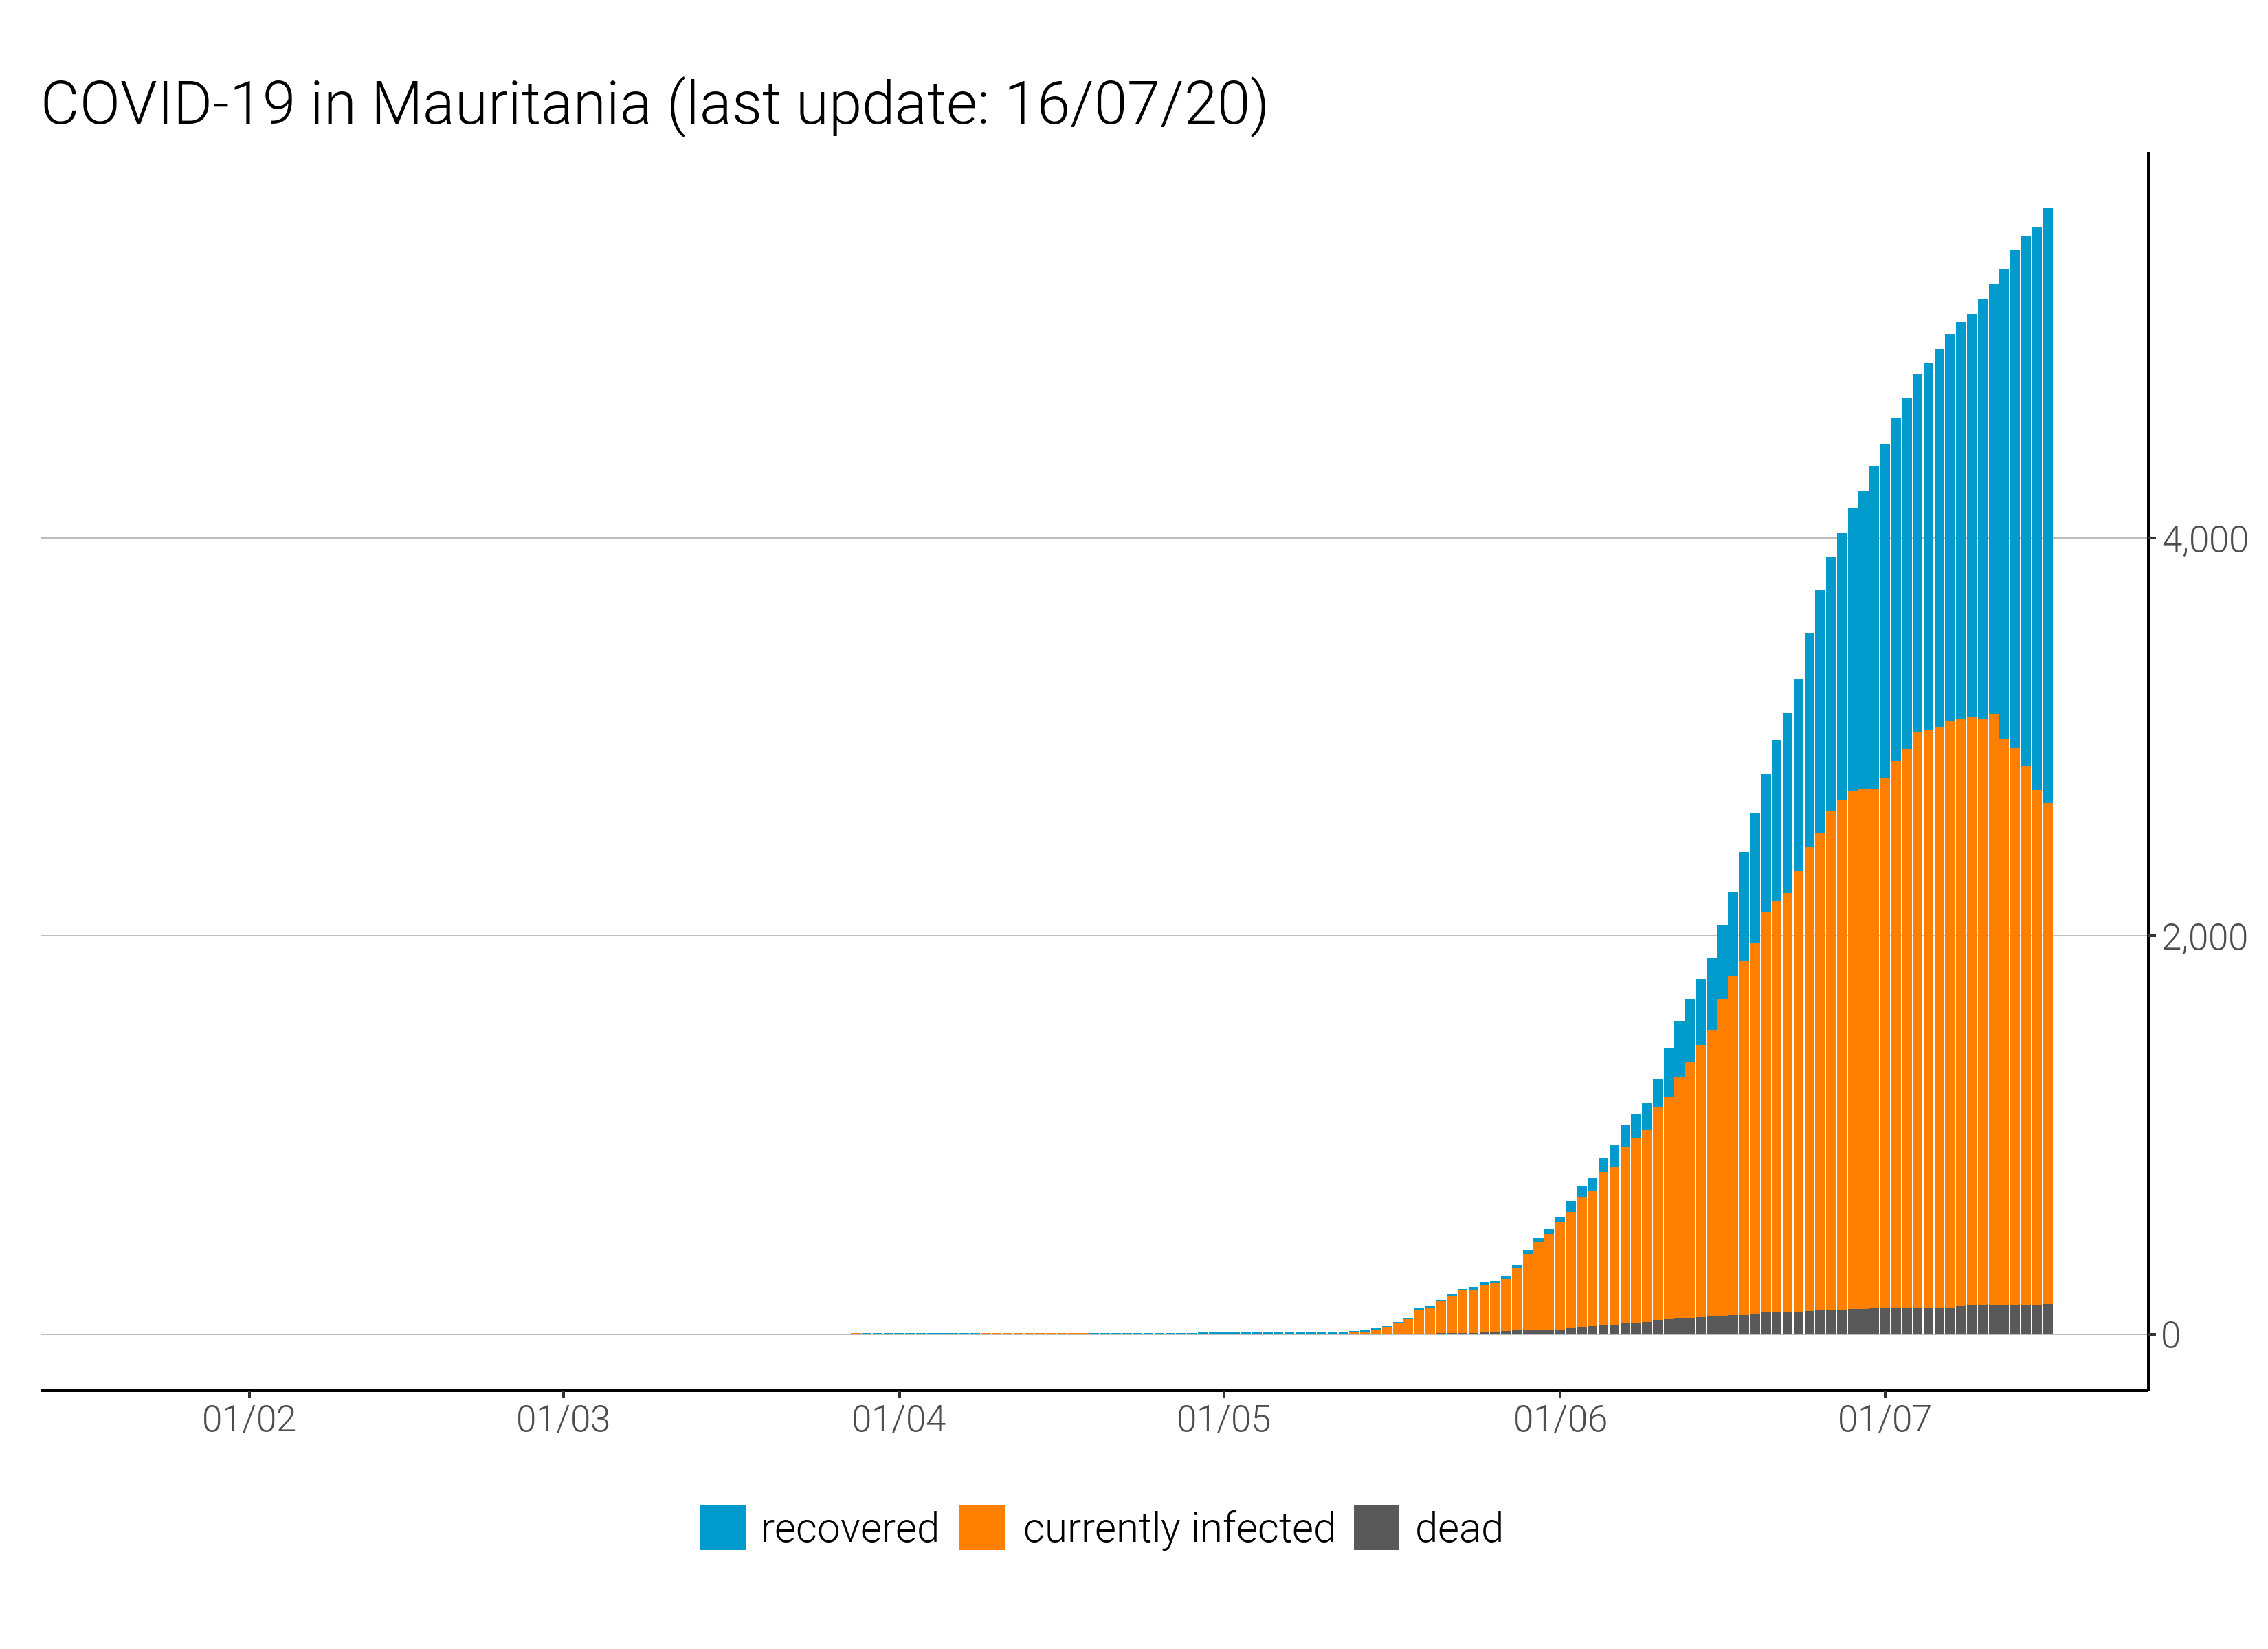 COVID-19 in Mauritania (last update: 16/07/20)
4,000
2,000
0
01/02 01/03 01/04 01/05 01/06 01/07
recovered currently infected dead